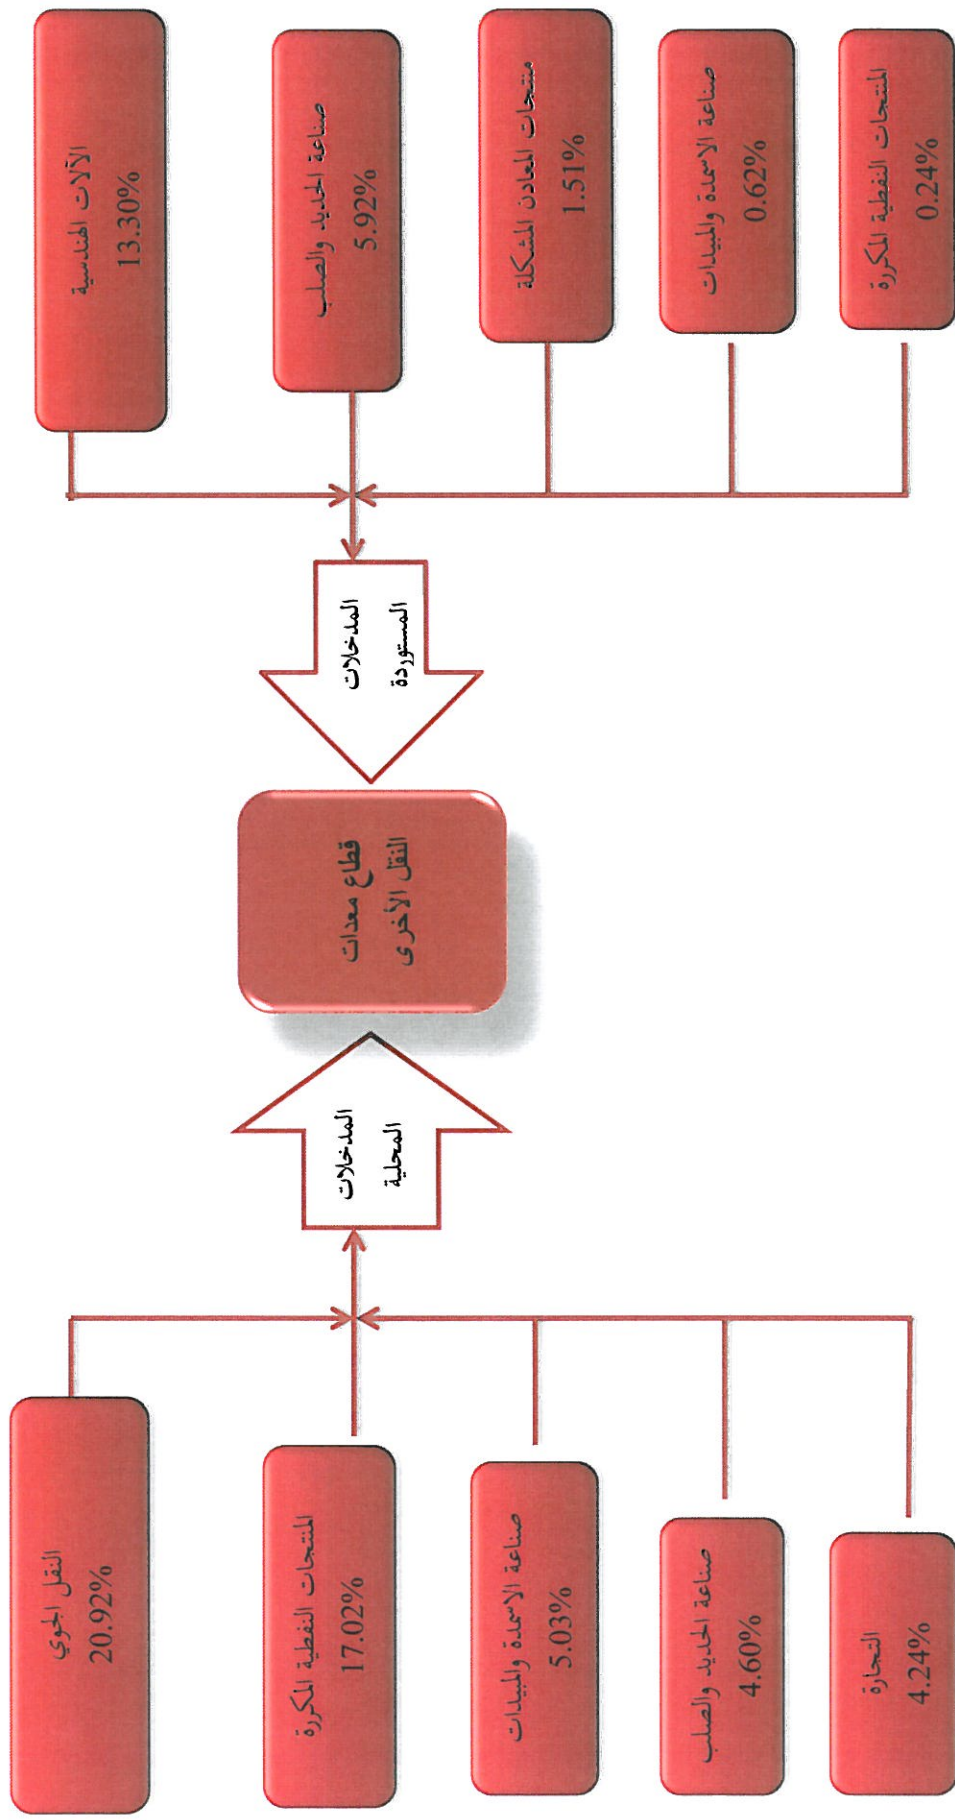 النقل الجوي
20.92%
المنتجات النفطية المكررة
17.02%
صناعة الاسمدة والمبيدات
5.03%
صناعة الحديد والصلب
4.60%
التجارة
4.24%
المدخلات
المحلية
قطاع معدات
النقل الأخرى
المدخلات
المستوردة
الآلات الهندسية
13.30%
صناعة الحديد والصلب
5.92%
منتجات المعادن المشكلة
1.51%
صناعة الاسمدة والمبيدات
0.62%
المنتجات النفطية المكررة
0.24%